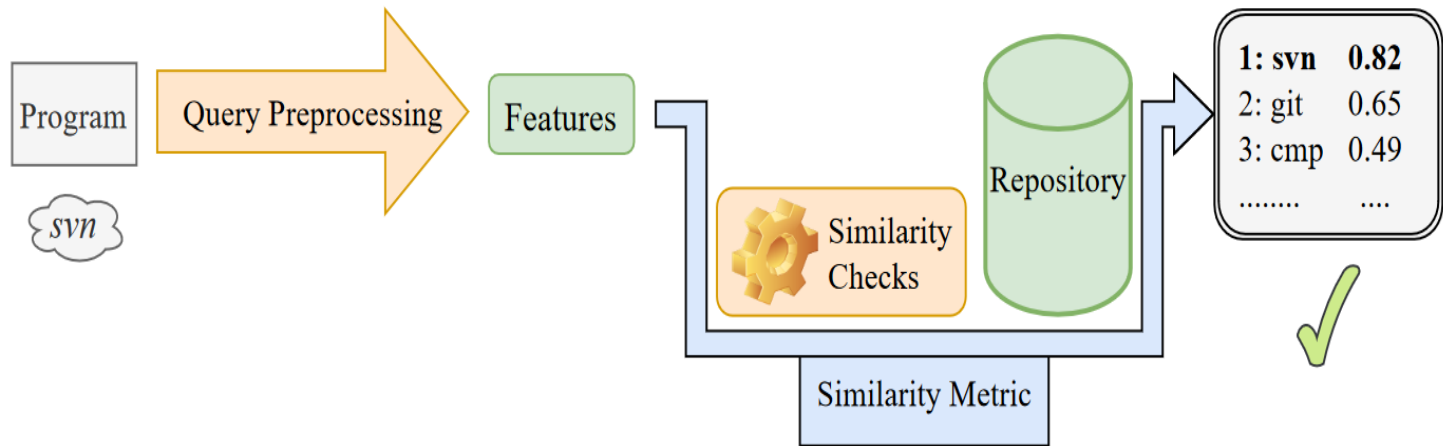 Program
svn
Query Preprocessing
Features
Similarity
Checks
Repository
Similarity Metric
1: svn 0.82
2: git 0.65
3: cmp 0.49
........ ....